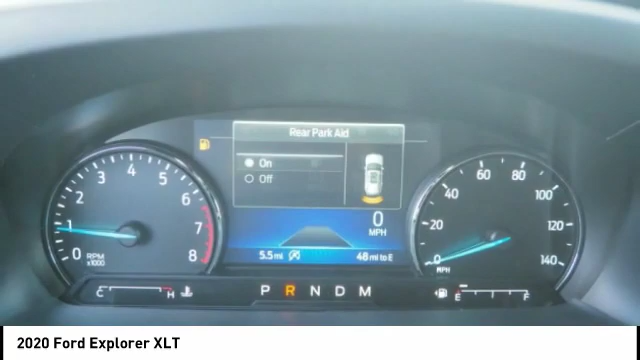 Rear Park Aid
On
Off
0
MPH
5.5 mi 48 mi to E
0 1 2 3 4 5 6 7 8
RPM
x1000
0 20 40 60 80 100 120 140
MPH
C H
P R N D M
E F
2020 Ford Explorer XLT